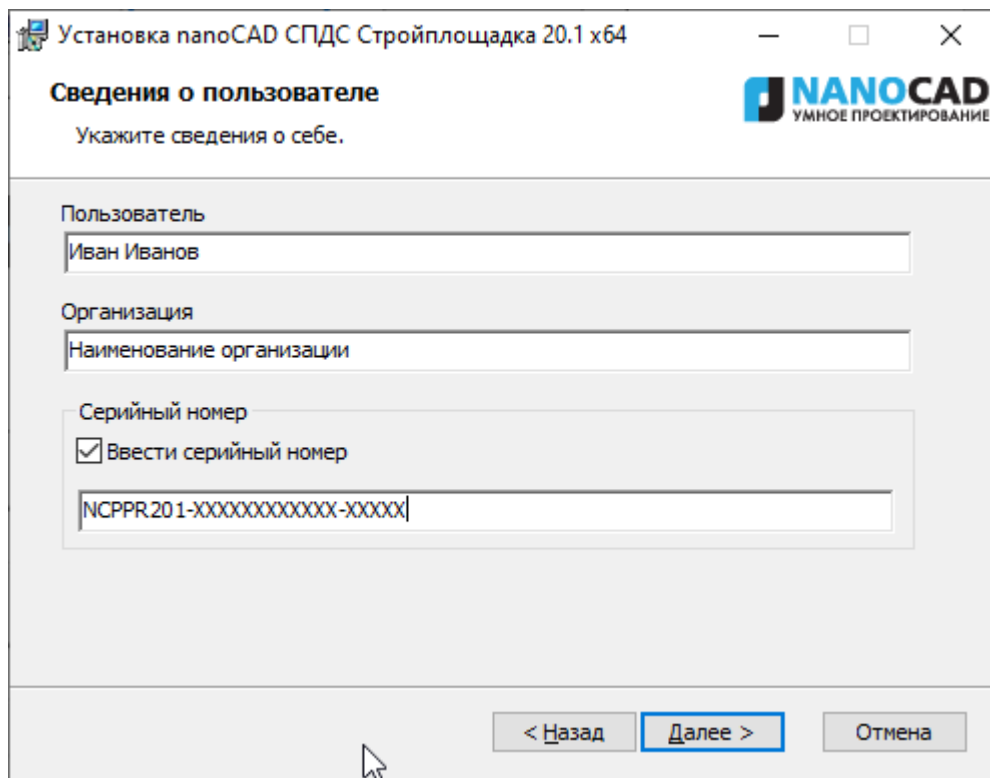 Установка nanoCAD СПДС Стройплощадка 20.1 x64
Сведения о пользователе
Укажите сведения о себе.
NANOCAD
УМНОЕ ПРОЕКТИРОВАНИЕ
Пользователь
Иван Иванов
Организация
Наименование организации
Серийный номер
Ввести серийный номер
NCPPR201-XXXXXXXXXXXX-XXXXX
< Назад
Далее >
Отмена